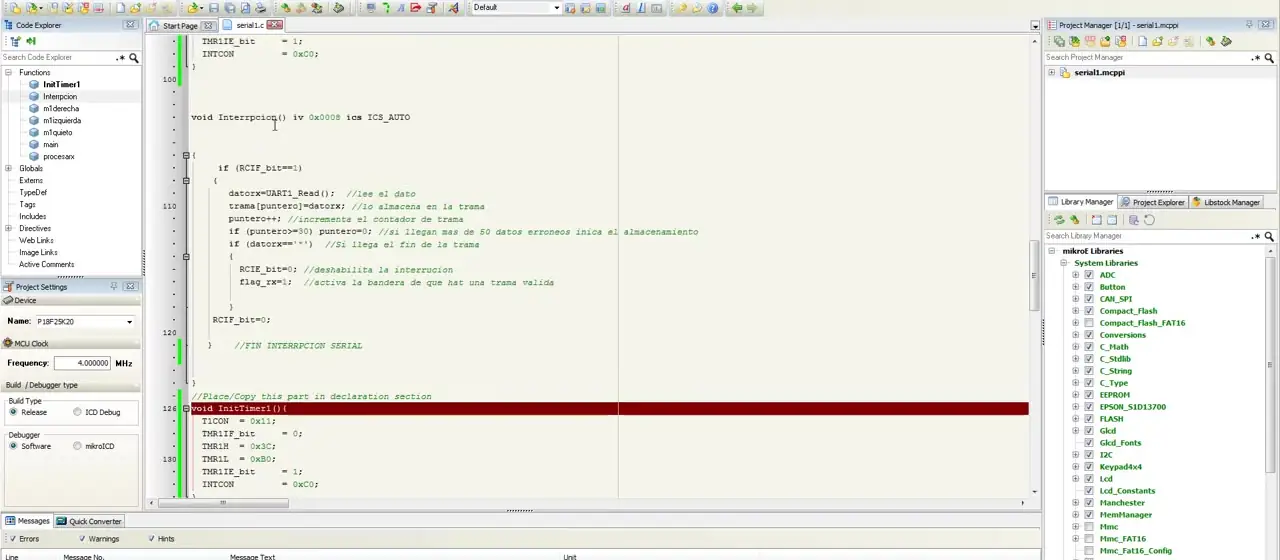 Default
Code Explorer
Start Page
serial1.c
Project Manager [1/1] - serial1.mcppi
Search Code Explorer
Search Project Manager
Functions
InitTimer1
Interrpcion
m1derecha
m1izquierda
m1quieto
main
procesarx
Globals
Externs
TypeDef
Tags
Includes
Directives
Web Links
Image Links
Active Comments
serial1.mcppi
TMR1IE_bit = 1;
INTCON = 0xC0;
}
100
void Interrpcion() iv 0x0008 ics ICS_AUTO
{
if (RCIF_bit==1)
{
datorx=UART1_Read(); //lee el dato
110 trama[puntero]=datorx; //lo almacena en la trama
puntero++; //incrementa el contador de trama
if (puntero>=30) puntero=0; //si llegan mas de 50 datos erroneos inica el almacenamiento
if (datorx=='*') //Si llega el fin de la trama
{
RCIE_bit=0; //deshabilita la interrucion
flag_rx=1; //activa la bandera de que hat una trama valida
}
RCIF_bit=0;
120
} //FIN INTERRPCION SERIAL
}
//Place/Copy this part in declaration section
126 void InitTimer1(){
T1CON = 0x11;
TMR1IF_bit = 0;
TMR1H = 0x3C;
130 TMR1L = 0xB0;
TMR1IE_bit = 1;
INTCON = 0xC0;
Project Settings
Device
Name: P18F25K20
MCU Clock
Frequency: 4.000000 MHz
Build / Debugger type
Build Type
Release ICD Debug
Debugger
Software mikroICD
Library Manager
Project Explorer
Libstock Manager
Search Library Manager
mikroE Libraries
System Libraries
ADC
Button
CAN_SPI
Compact_Flash
Compact_Flash_FAT16
Conversions
C_Math
C_Stdlib
C_String
C_Type
EEPROM
EPSON_S1D13700
FLASH
Glcd
Glcd_Fonts
I2C
Keypad4x4
Lcd
Lcd_Constants
Manchester
MemManager
Mmc
Mmc_FAT16
Mmc_Fat16_Config
Messages
Quick Converter
Errors
Warnings
Hints
Line
Message No.
Message Text
Unit